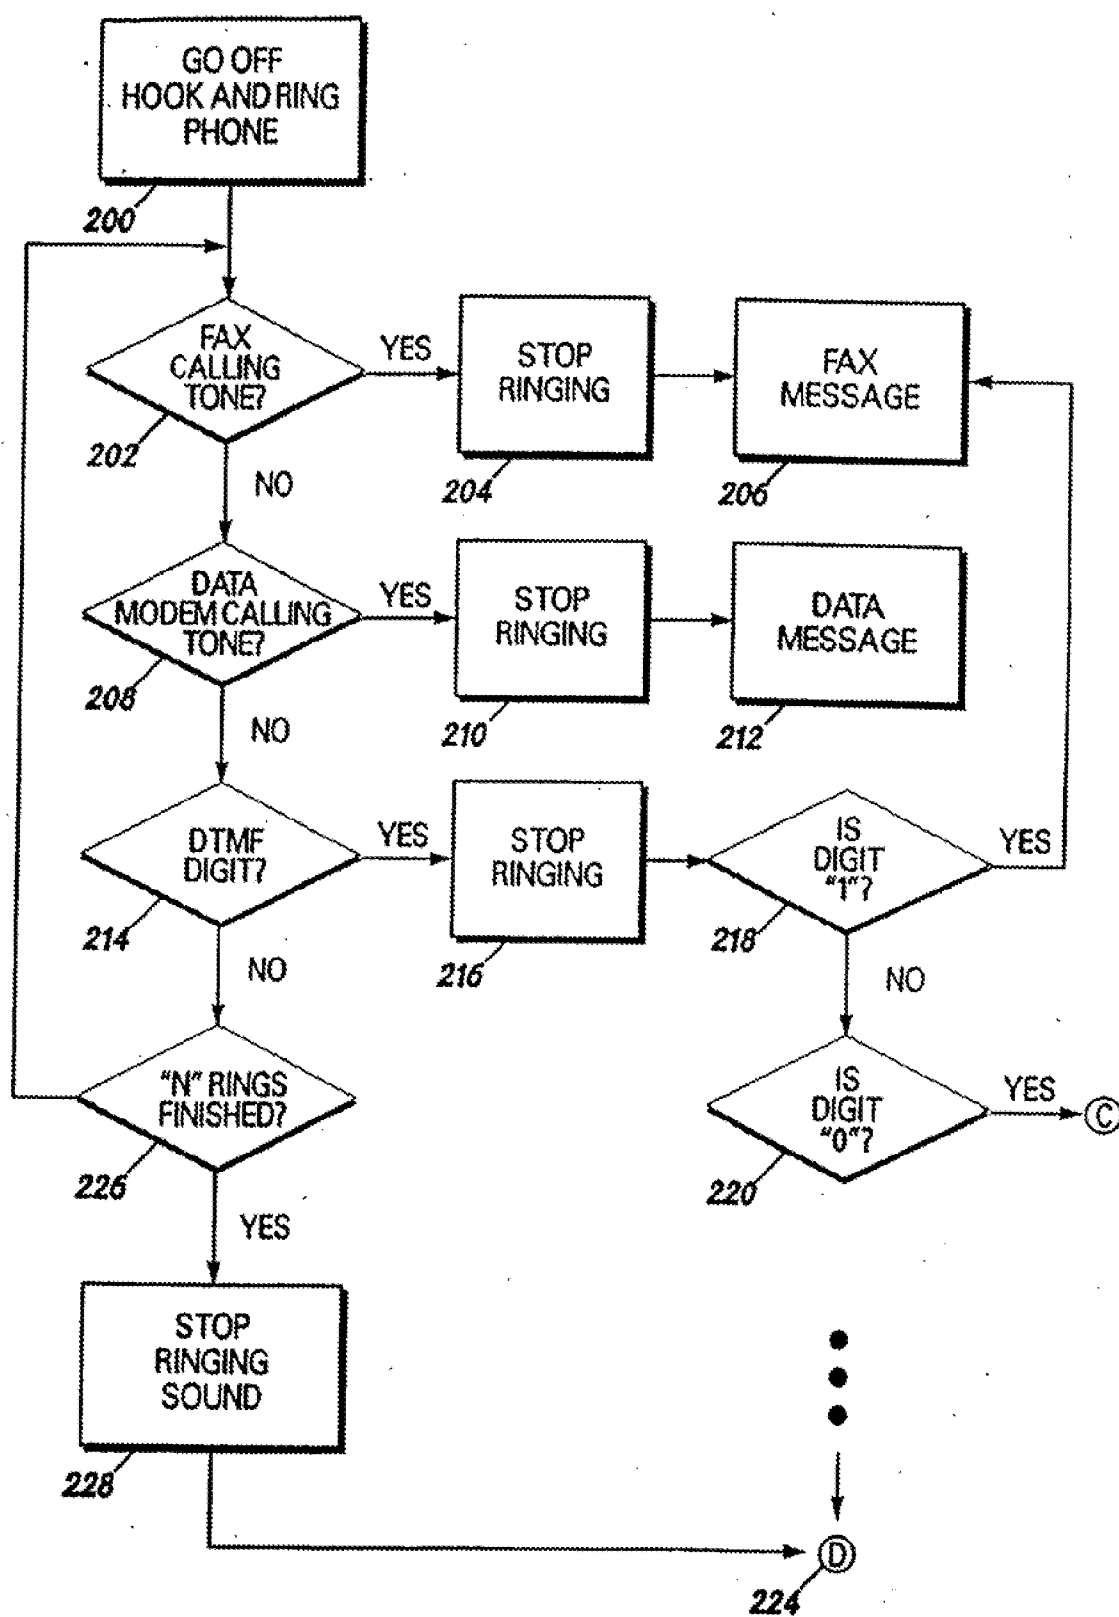 GO OFF
HOOK AND RING
PHONE
200
FAX
CALLING
TONE?
202
YES
STOP
RINGING
204
FAX
MESSAGE
206
NO
DATA
MODEM CALLING
TONE?
208
YES
STOP
RINGING
210
DATA
MESSAGE
212
NO
DTMF
DIGIT?
214
YES
STOP
RINGING
216
IS
DIGIT
"1"?
218
YES
NO
NO
"N" RINGS
FINISHED?
226
IS
DIGIT
"0"?
220
YES
C
YES
STOP
RINGING
SOUND
228
D
224